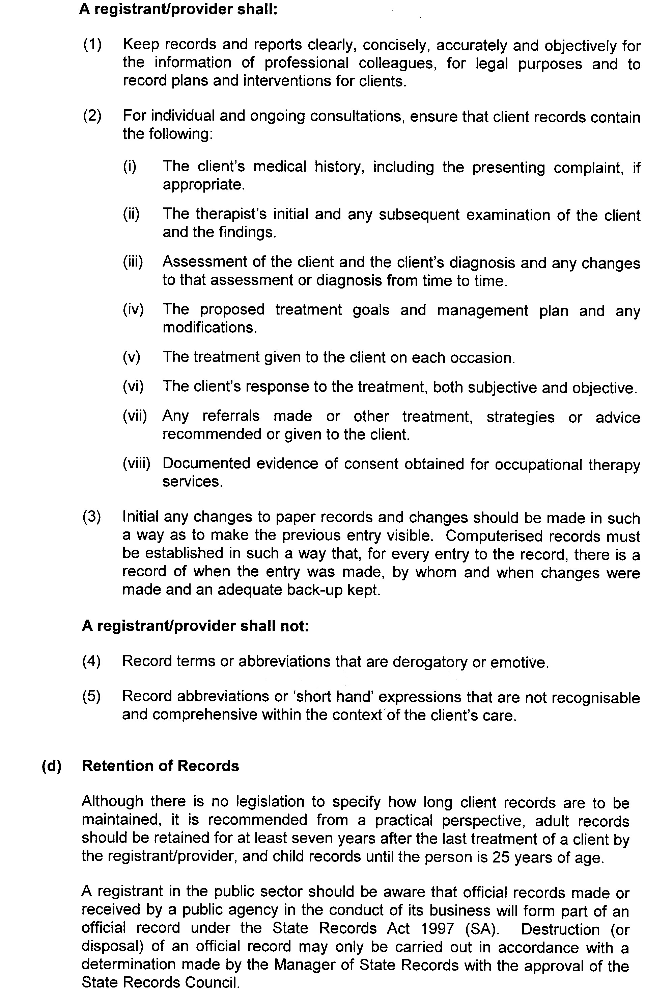 A registrant/provider shall:
(1) Keep records and reports clearly, concisely, accurately and objectively for
the information of professional colleagues, for legal purposes and to
record plans and interventions for clients.
(2) For individual and ongoing consultations, ensure that client records contain
the following:
(i) The client's medical history, including the presenting complaint, if
appropriate.
(ii) The therapist's initial and any subsequent examination of the client
and the findings.
(iii) Assessment of the client and the client's diagnosis and any changes
to that assessment or diagnosis from time to time.
(iv) The proposed treatment goals and management plan and any
modifications.
(v) The treatment given to the client on each occasion.
(vi) The client's response to the treatment, both subjective and objective.
(vii) Any referrals made or other treatment, strategies or advice
recommended or given to the client.
(viii) Documented evidence of consent obtained for occupational therapy
services.
(3) Initial any changes to paper records and changes should be made in such
a way as to make the previous entry visible. Computerised records must
be established in such a way that, for every entry to the record, there is a
record of when the entry was made, by whom and when changes were
made and an adequate back-up kept.
A registrant/provider shall not:
(4) Record terms or abbreviations that are derogatory or emotive.
(5) Record abbreviations or 'short hand' expressions that are not recognisable
and comprehensive within the context of the client's care.
(d) Retention of Records
Although there is no legislation to specify how long client records are to be
maintained, it is recommended from a practical perspective, adult records
should be retained for at least seven years after the last treatment of a client by
the registrant/provider, and child records until the person is 25 years of age.
A registrant in the public sector should be aware that official records made or
received by a public agency in the conduct of its business will form part of an
official record under the State Records Act 1997 (SA). Destruction (or
disposal) of an official record may only be carried out in accordance with a
determination made by the Manager of State Records with the approval of the
State Records Council.